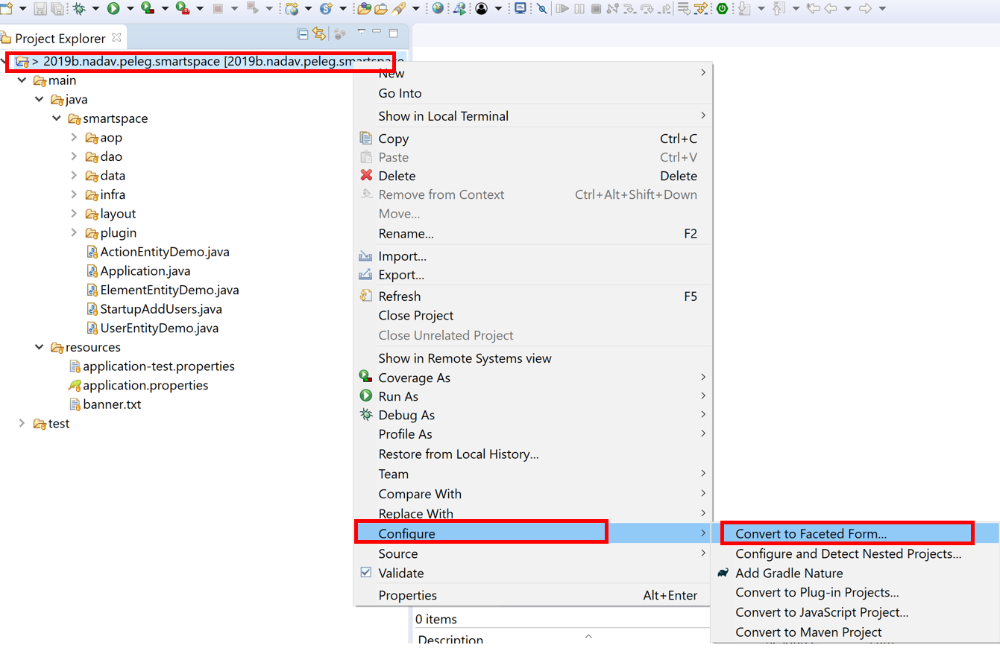 Project Explorer
> 2019b.nadav.peleg.smartspace [2019b.nadav.peleg.smartspace
main
java
smartspace
aop
dao
data
infra
layout
plugin
ActionEntityDemo.java
Application.java
ElementEntityDemo.java
StartupAddUsers.java
UserEntityDemo.java
resources
application-test.properties
application.properties
banner.txt
test
New
Go Into
Show in Local Terminal
Copy Ctrl+C
Paste Ctrl+V
Delete Delete
Remove from Context Ctrl+Alt+Shift+Down
Move...
Rename... F2
Import...
Export...
Refresh F5
Close Project
Close Unrelated Project
Show in Remote Systems view
Coverage As
Run As
Debug As
Profile As
Restore from Local History...
Team
Compare With
Replace With
Configure
Source
Validate
Properties Alt+Enter
Convert to Faceted Form...
Configure and Detect Nested Projects...
Add Gradle Nature
Convert to Plug-in Projects...
Convert to JavaScript Project...
Convert to Maven Project
0 items
Description